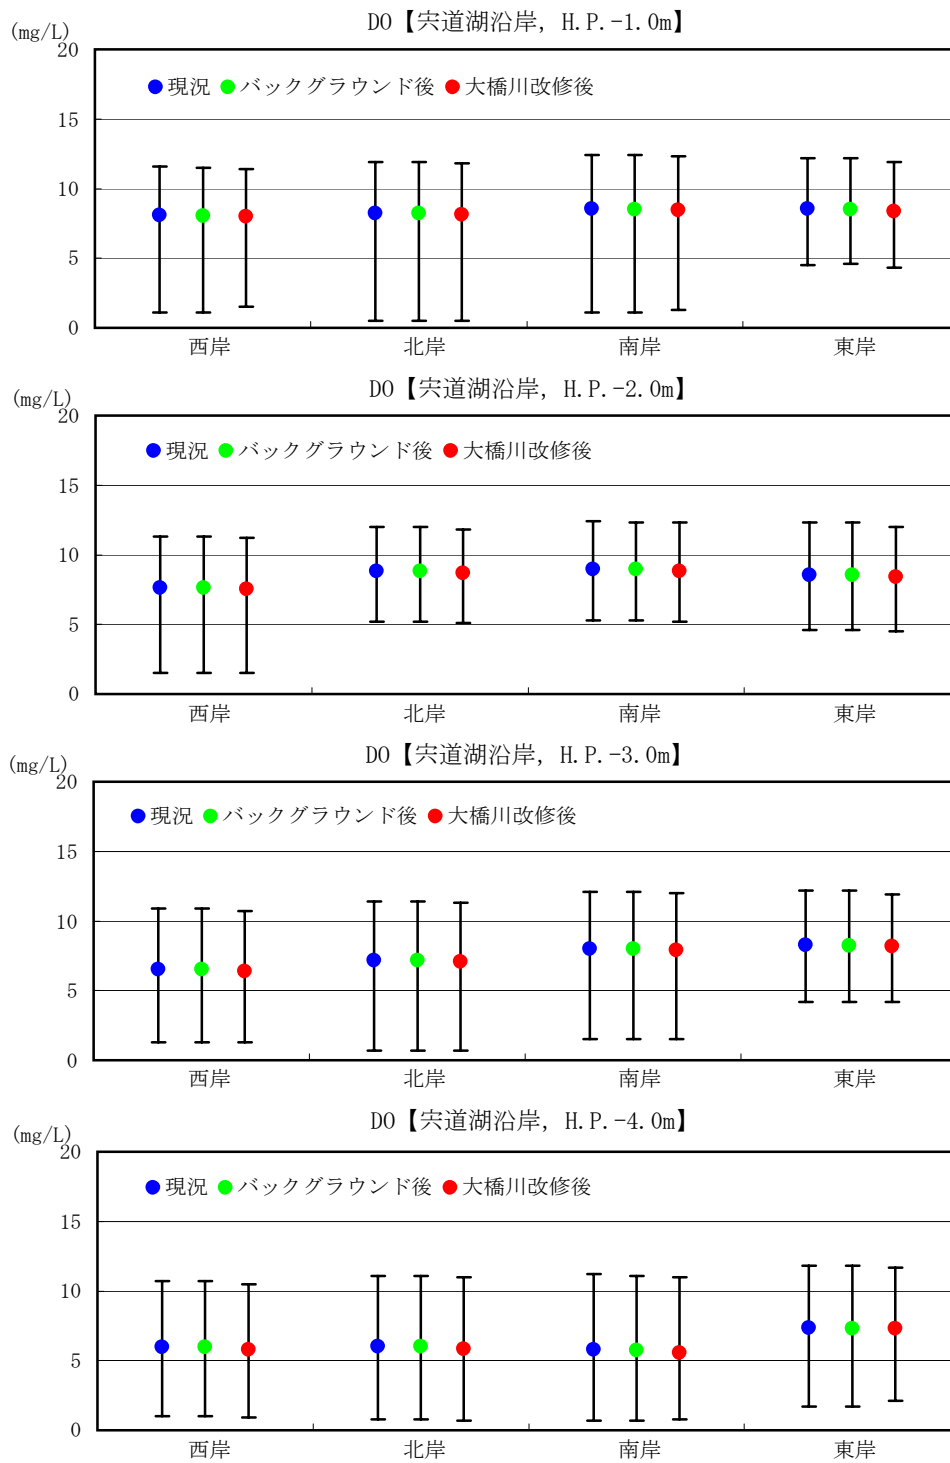 DO【宍道湖沿岸, H.P.-1.0m】
(mg/L)
20
● 現況 ● バックグラウンド後 ● 大橋川改修後
15
10
5
0
西岸 北岸 南岸 東岸
DO【宍道湖沿岸, H.P.-2.0m】
(mg/L)
20
● 現況 ● バックグラウンド後 ● 大橋川改修後
15
10
5
0
西岸 北岸 南岸 東岸
DO【宍道湖沿岸, H.P.-3.0m】
(mg/L)
20
● 現況 ● バックグラウンド後 ● 大橋川改修後
15
10
5
0
西岸 北岸 南岸 東岸
DO【宍道湖沿岸, H.P.-4.0m】
(mg/L)
20
● 現況 ● バックグラウンド後 ● 大橋川改修後
15
10
5
0
西岸 北岸 南岸 東岸